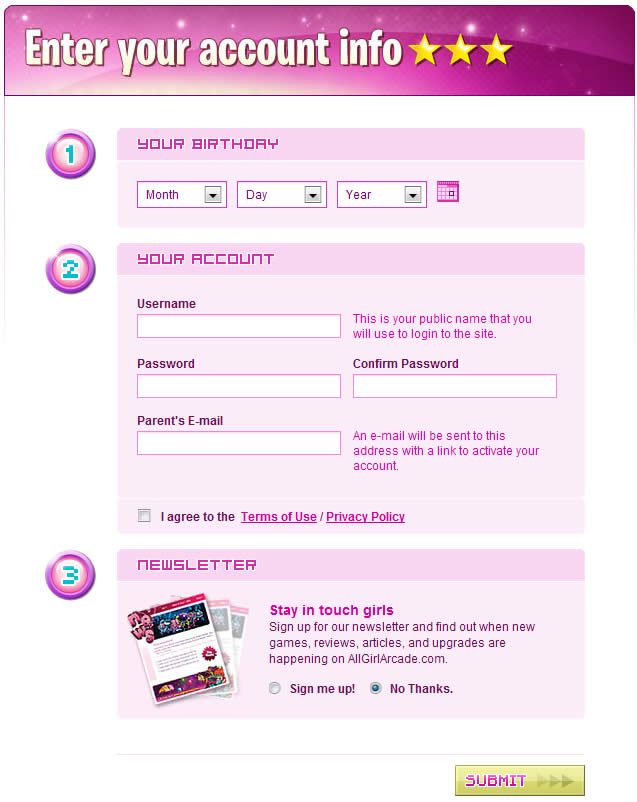 Enter your account info
1
YOUR BIRTHDAY
Month Day Year
2
YOUR ACCOUNT
Username
This is your public name that you
will use to login to the site.
Password Confirm Password
Parent's E-mail
An e-mail will be sent to this
address with a link to activate your
account.
I agree to the Terms of Use / Privacy Policy
3
NEWSLETTER
news
Stay in touch girls
Sign up for our newsletter and find out when new
games, reviews, articles, and upgrades are
happening on AllGirlArcade.com.
Sign me up! No Thanks.
SUBMIT